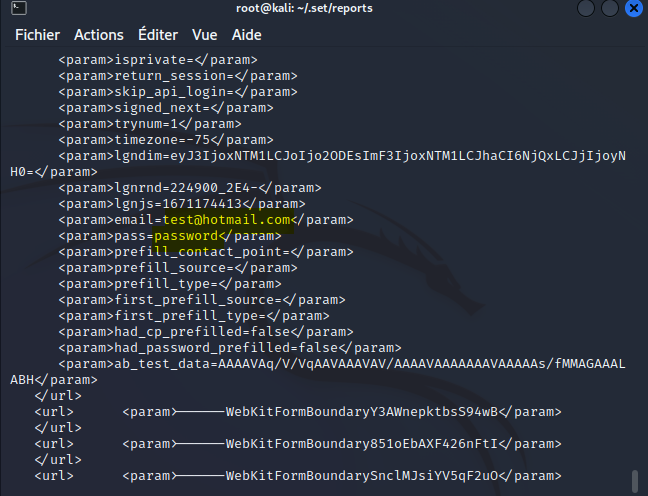 root@kali: ~/.set/reports
Fichier Actions Éditer Vue Aide
<param>isprivate=</param>
<param>return_session=</param>
<param>skip_api_login=</param>
<param>signed_next=</param>
<param>trynum=1</param>
<param>timezone=-75</param>
<param>lgndim=eyJ3IjoxNTM1LCJoIjo2ODEsImF3IjoxNTM1LCJhaCI6NjQxLCJjIjoyN
H0=</param>
<param>lgnrnd=224900_2E4-</param>
<param>lgnjs=1671174413</param>
<param>email=test@hotmail.com</param>
<param>pass=password</param>
<param>prefill_contact_point=</param>
<param>prefill_source=</param>
<param>prefill_type=</param>
<param>first_prefill_source=</param>
<param>first_prefill_type=</param>
<param>had_cp_prefilled=false</param>
<param>had_password_prefilled=false</param>
<param>ab_test_data=AAAAVAq/V/VqAAVAAAVAV/AAAAVAAAAAAAVAAAAAs/fMMAGAAAL
ABH</param>
</url>
<url> <param>------WebKitFormBoundaryY3AWnepktbsS94wB</param>
</url>
<url> <param>------WebKitFormBoundary851oEbAXF426nFtI</param>
</url>
<url> <param>------WebKitFormBoundarySnclMJsiYV5qF2uO</param>